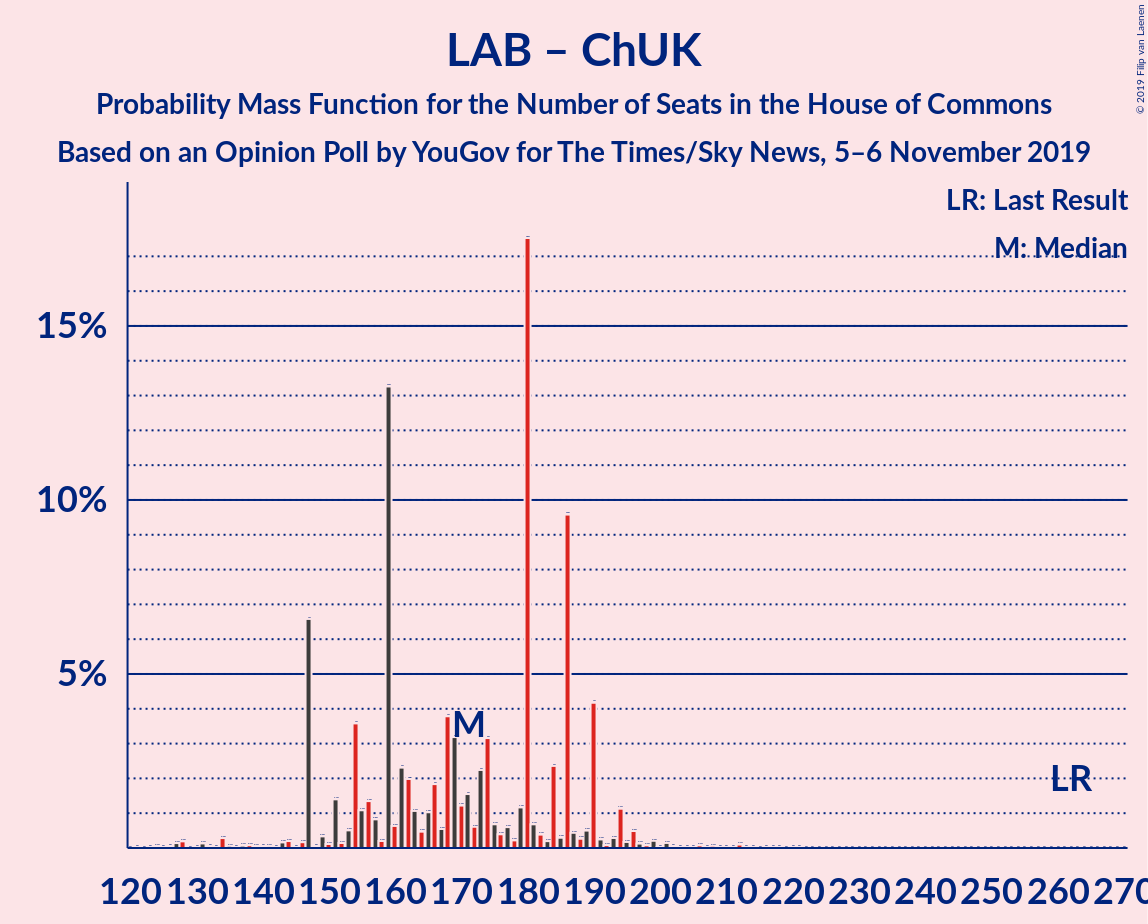 LAB – ChUK
Probability Mass Function for the Number of Seats in the House of Commons
Based on an Opinion Poll by YouGov for The Times/Sky News, 5–6 November 2019
© 2019 Filip van Laenen
LR: Last Result
M: Median
15%
10%
5%
M
LR
120 130 140 150 160 170 180 190 200 210 220 230 240 250 260 270